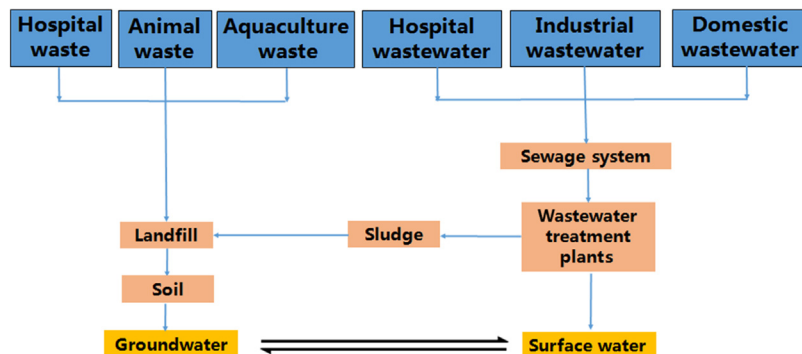 Hospital
waste
Animal
waste
Aquaculture
waste
Hospital
wastewater
Industrial
wastewater
Domestic
wastewater
Sewage system
Wastewater
treatment
plants
Sludge
Landfill
Soil
Groundwater
Surface water